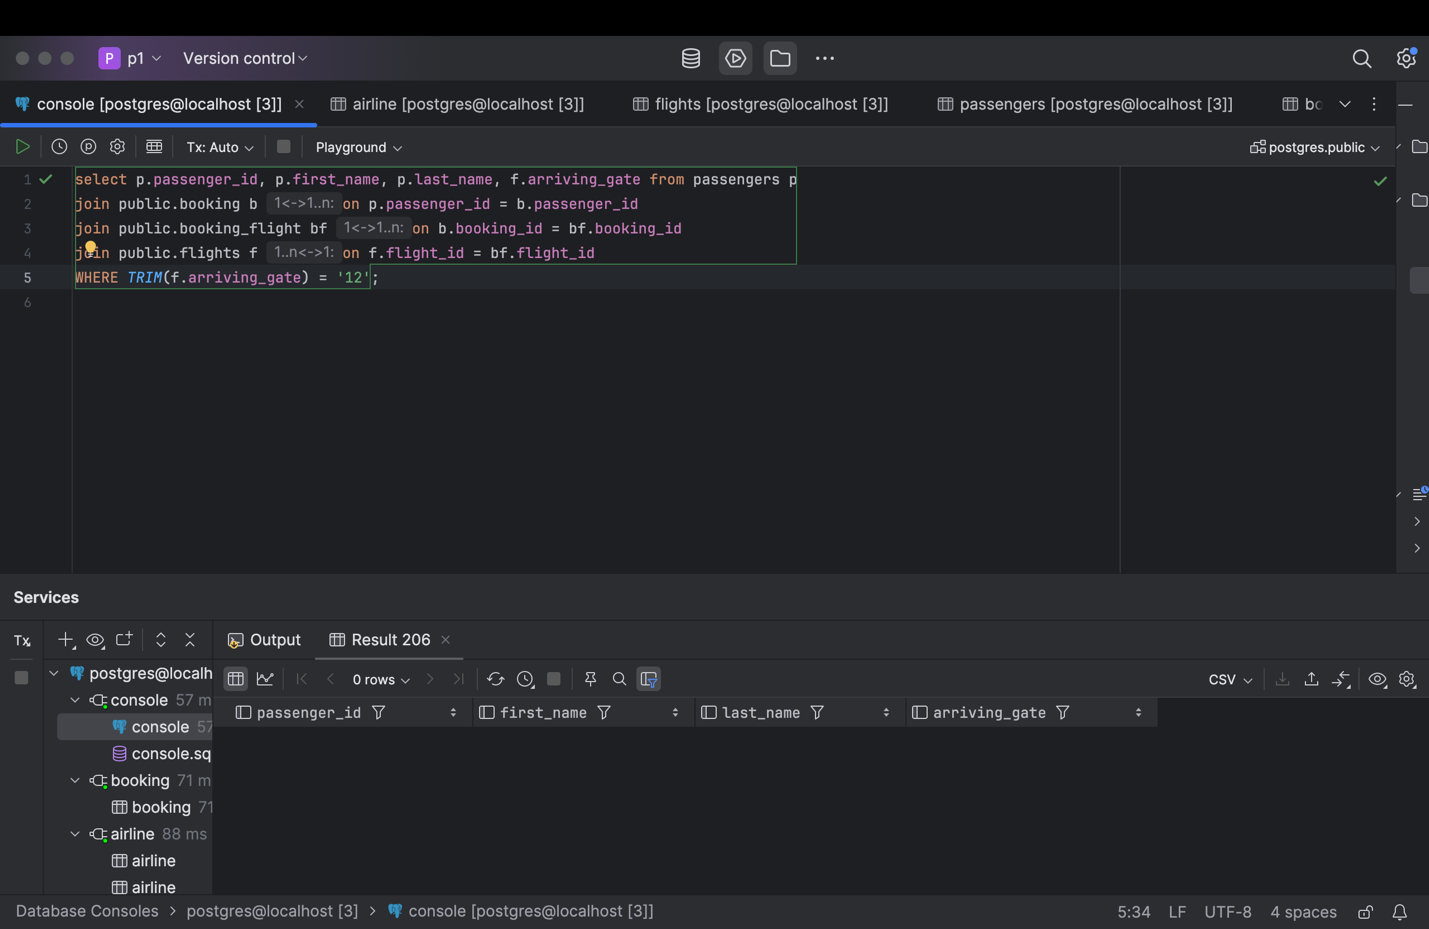 P p1 Version control
console [postgres@localhost [3]] airline [postgres@localhost [3]] flights [postgres@localhost [3]] passengers [postgres@localhost [3]]
Tx: Auto Playground postgres.public
1 select p.passenger_id, p.first_name, p.last_name, f.arriving_gate from passengers p
2 join public.booking b 1<->1..n: on p.passenger_id = b.passenger_id
3 join public.booking_flight bf 1<->1..n: on b.booking_id = bf.booking_id
4 join public.flights f 1..n<->1: on f.flight_id = bf.flight_id
5 WHERE TRIM(f.arriving_gate) = '12';
6
Services
Tx Output Result 206
postgres@localh 0 rows CSV
console 57 m
passenger_id first_name last_name arriving_gate
console 57
console.sq
booking 71 m
booking 71
airline 88 ms
airline
airline
Database Consoles > postgres@localhost [3] > console [postgres@localhost [3]] 5:34 LF UTF-8 4 spaces